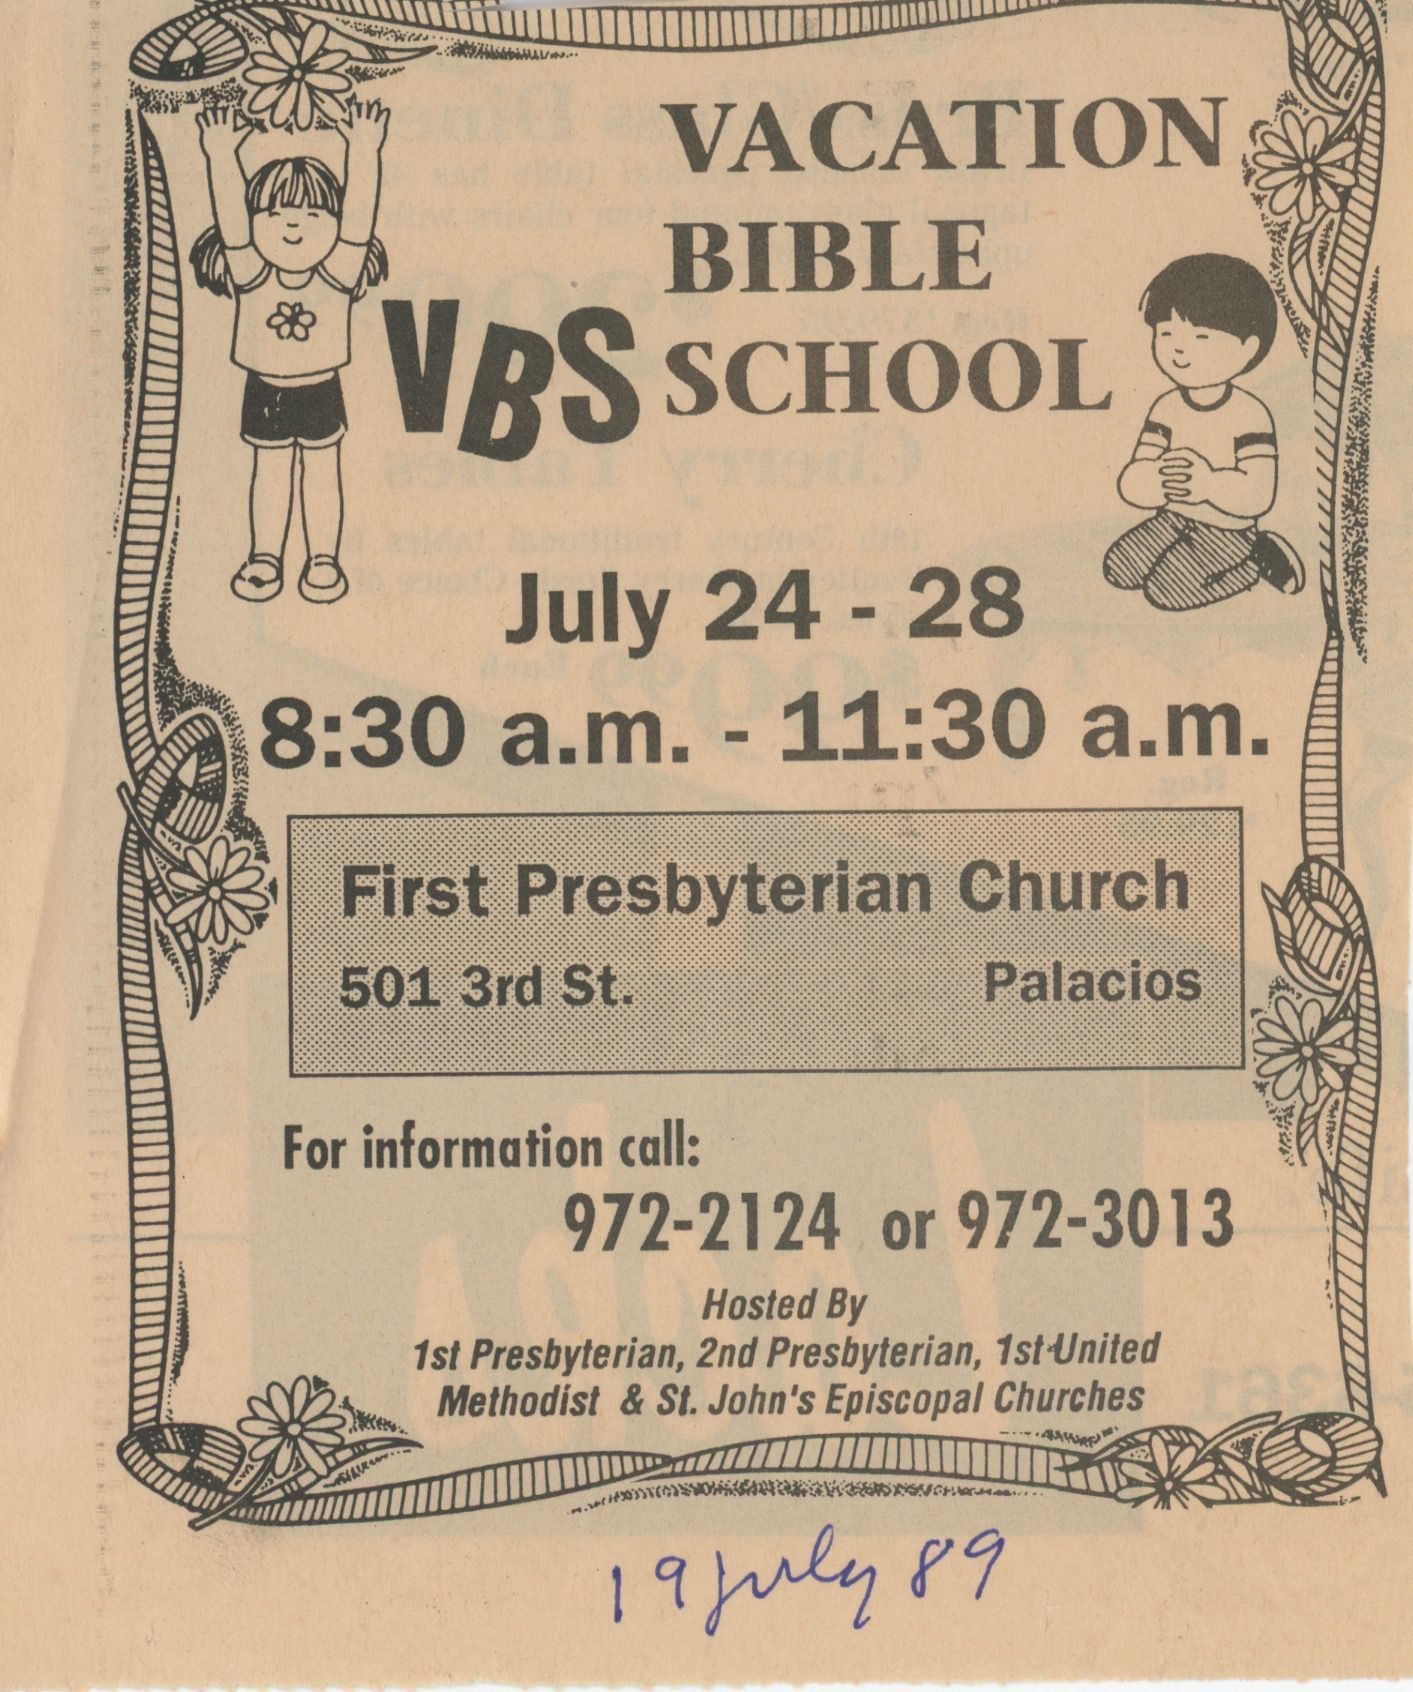 VACATION
BIBLE
VBS SCHOOL
July 24 - 28
8:30 a.m. - 11:30 a.m.
First Presbyterian Church
501 3rd St. Palacios
For information call:
972-2124 or 972-3013
Hosted By
1st Presbyterian, 2nd Presbyterian, 1st United
Methodist & St. John's Episcopal Churches
19 july 89